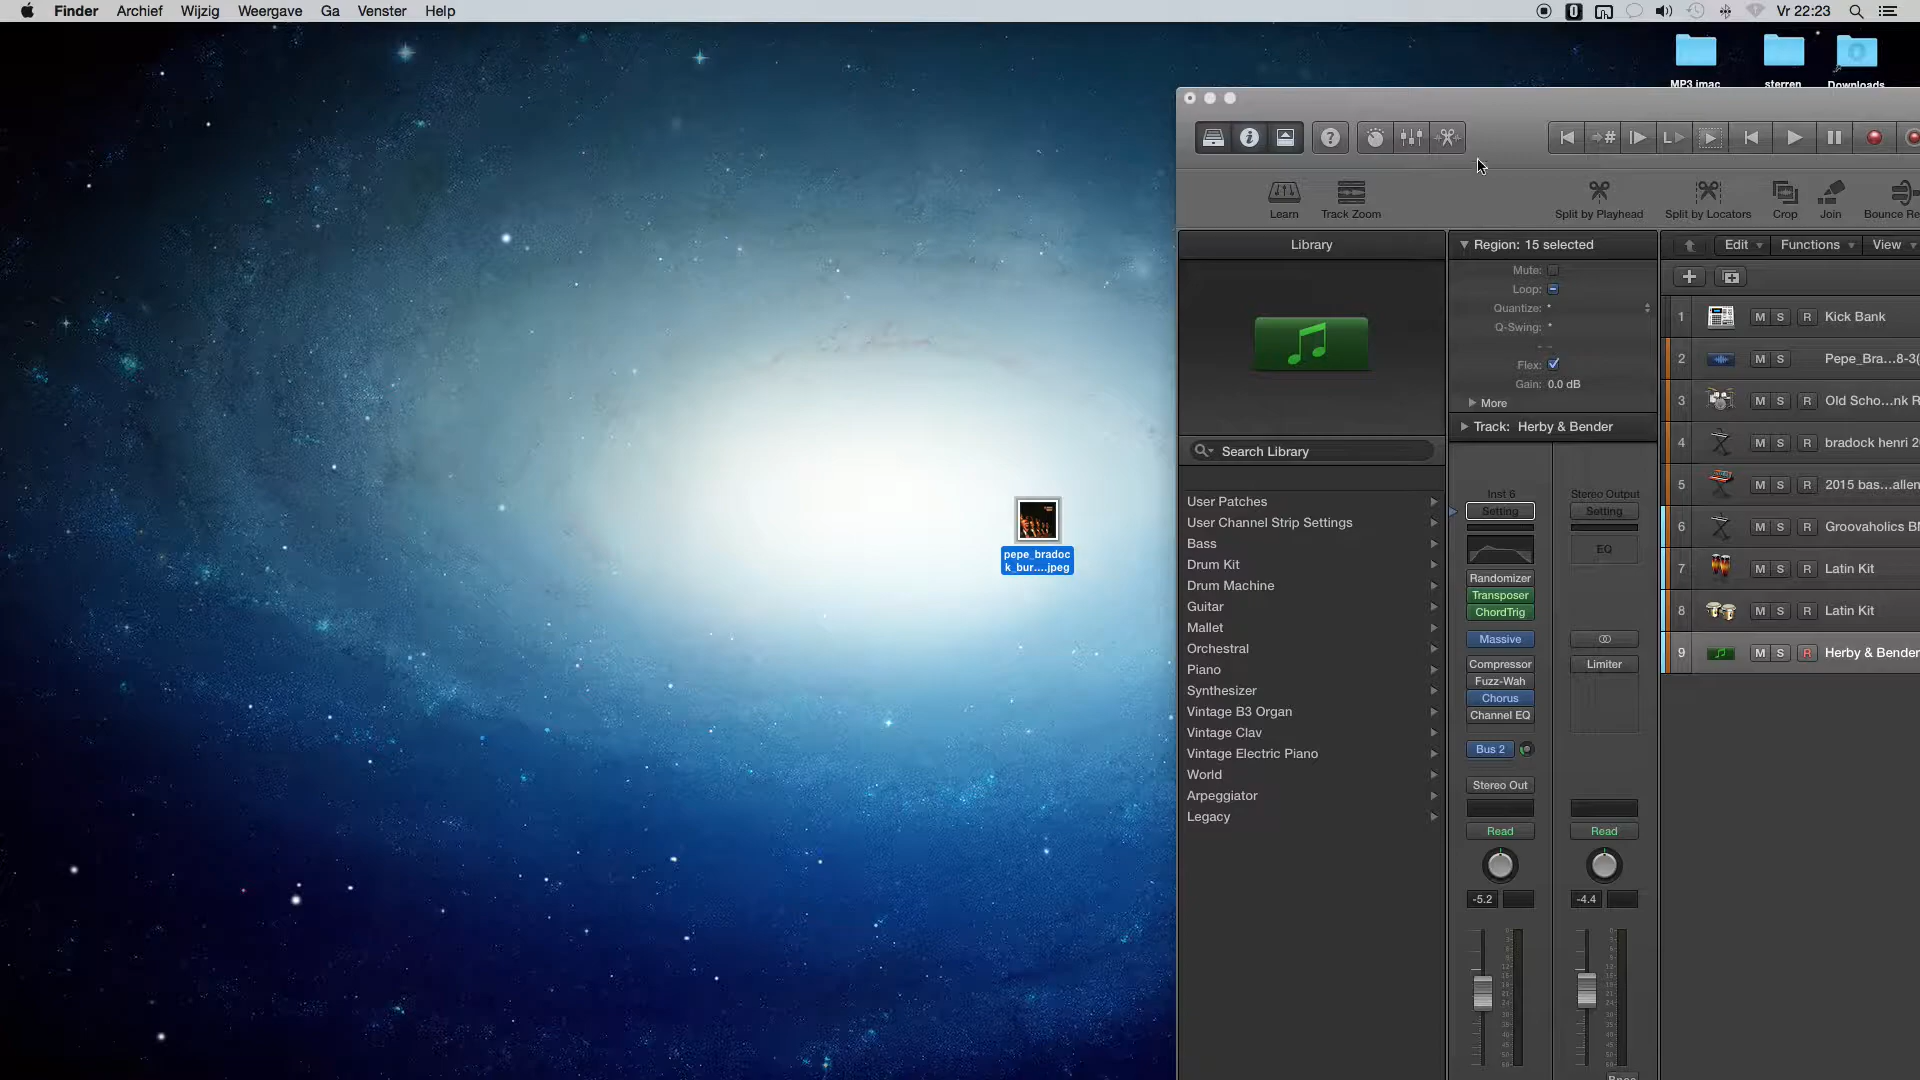 Finder Archief Wijzig Weergave Ga Venster Help Vr 22:23
MP3 imac sterren Downloads
pepe_bradoc
k_bur....jpeg
Learn Track Zoom Split by Playhead Split by Locators Crop Join Bounce Re
Library
Search Library
User Patches
User Channel Strip Settings
Bass
Drum Kit
Drum Machine
Guitar
Mallet
Orchestral
Piano
Synthesizer
Vintage B3 Organ
Vintage Clav
Vintage Electric Piano
World
Arpeggiator
Legacy
Region: 15 selected
Mute:
Loop:
Quantize:
Q-Swing:
Flex:
Gain: 0.0 dB
More
Track: Herby & Bender
Inst 6
Setting
Randomizer
Transposer
ChordTrig
Massive
Compressor
Fuzz-Wah
Chorus
Channel EQ
Bus 2
Stereo Out
Read
-5.2
Stereo Output
Setting
EQ
Limiter
Read
-4.4
Edit Functions View
1 M S R Kick Bank
2 M S Pepe_Bra...8-3(
3 M S R Old Scho...nk R
4 M S R bradock henri 2
5 M S R 2015 bas...allen
6 M S R Groovaholics B
7 M S R Latin Kit
8 M S R Latin Kit
9 M S R Herby & Bender